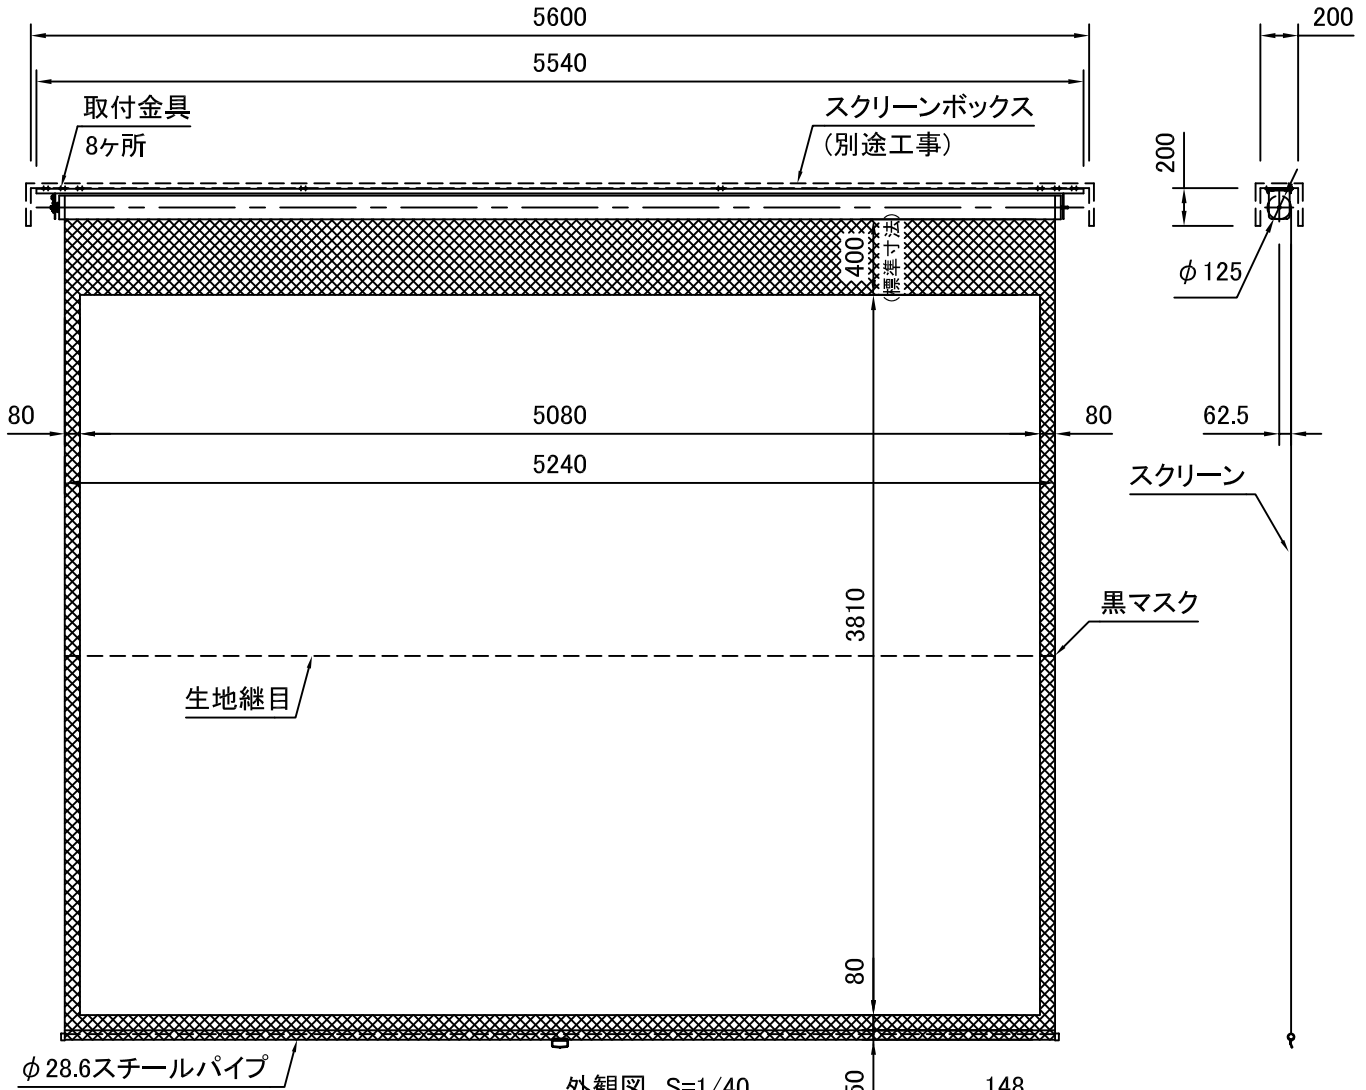 5600
200
5540
取付金具
8ヶ所
スクリーンボックス
(別途工事)
200
400
(標準寸法)
φ125
80
5080
80
62.5
5240
スクリーン
3810
黒マスク
生地継目
80
φ28.6スチールパイプ
外観図 S=1/40
148